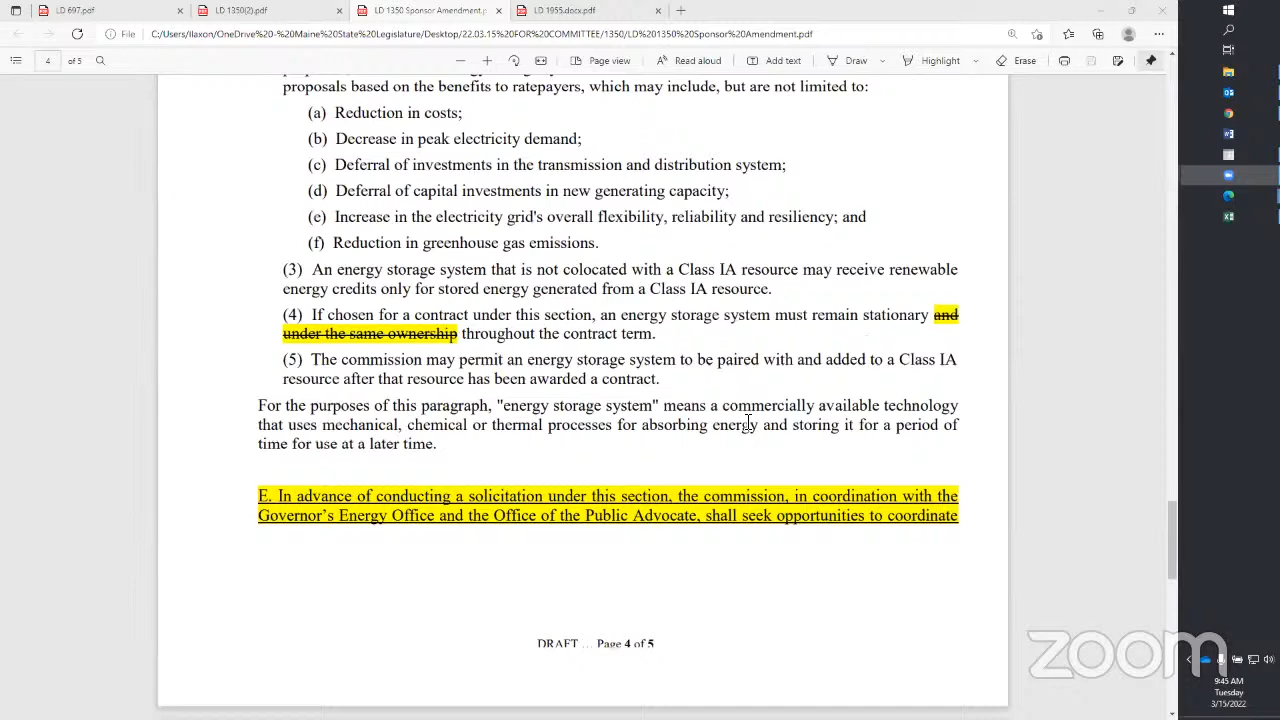 LD 697.pdf
LD 1350(2).pdf
LD 1350 Sponsor Amendment.pdf
LD 1955.docx.pdf
File
C:/Users/llaxon/OneDrive%20-%20Maine%20State%20Legislature/Desktop/22.03.15%20FOR%20COMMITTEE/1350/LD%201350%20Sponsor%20Amendment.pdf
4 of 5
Page view
Read aloud
Add text
Draw
Highlight
Erase
proposals based on the benefits to ratepayers, which may include, but are not limited to:
(a) Reduction in costs;
(b) Decrease in peak electricity demand;
(c) Deferral of investments in the transmission and distribution system;
(d) Deferral of capital investments in new generating capacity;
(e) Increase in the electricity grid's overall flexibility, reliability and resiliency; and
(f) Reduction in greenhouse gas emissions.
(3) An energy storage system that is not colocated with a Class IA resource may receive renewable
energy credits only for stored energy generated from a Class IA resource.
(4) If chosen for a contract under this section, an energy storage system must remain stationary and
under the same ownership throughout the contract term.
(5) The commission may permit an energy storage system to be paired with and added to a Class IA
resource after that resource has been awarded a contract.
For the purposes of this paragraph, "energy storage system" means a commercially available technology
that uses mechanical, chemical or thermal processes for absorbing energy and storing it for a period of
time for use at a later time.
E. In advance of conducting a solicitation under this section, the commission, in coordination with the
Governor's Energy Office and the Office of the Public Advocate, shall seek opportunities to coordinate
DRAFT ... Page 4 of 5
zoom
9:45 AM
Tuesday
3/15/2022